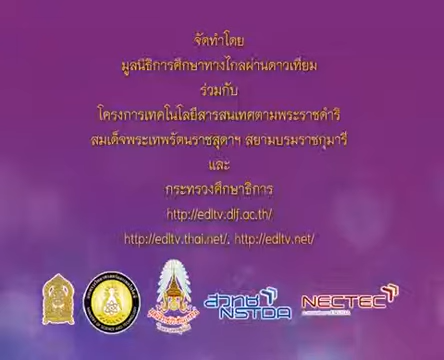 จัดทำโดย
มูลนิธิการศึกษาทางไกลผ่านดาวเทียม
ร่วมกับ
โครงการเทคโนโลยีสารสนเทศตามพระราชดำริ
สมเด็จพระเทพรัตนราชสุดาฯ สยามบรมราชกุมารี
และ
กระทรวงศึกษาธิการ
http://edltv.dlf.ac.th/
http://edltv.thai.net/, http://edltv.net/
สวทช NECTEC
NSTDA